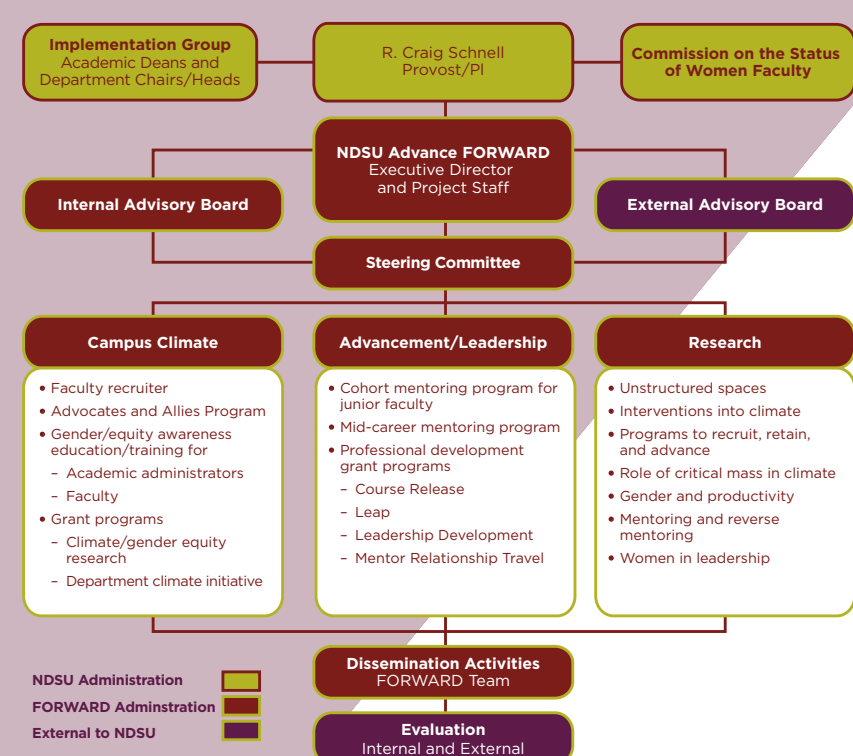 Implementation Group
Academic Deans and
Department Chairs/Heads
R. Craig Schnell
Provost/PI
Commission on the Status
of Women Faculty
NDSU Advance FORWARD
Executive Director
and Project Staff
Internal Advisory Board
External Advisory Board
Steering Committee
Campus Climate
• Faculty recruiter
• Advocates and Allies Program
• Gender/equity awareness
education/training for
– Academic administrators
– Faculty
• Grant programs
– Climate/gender equity
research
– Department climate initiative
Advancement/Leadership
• Cohort mentoring program for
junior faculty
• Mid-career mentoring program
• Professional development
grant programs
– Course Release
– Leap
– Leadership Development
– Mentor Relationship Travel
Research
• Unstructured spaces
• Interventions into climate
• Programs to recruit, retain,
and advance
• Role of critical mass in climate
• Gender and productivity
• Mentoring and reverse
mentoring
• Women in leadership
Dissemination Activities
FORWARD Team
Evaluation
Internal and External
NDSU Administration
FORWARD Adminstration
External to NDSU